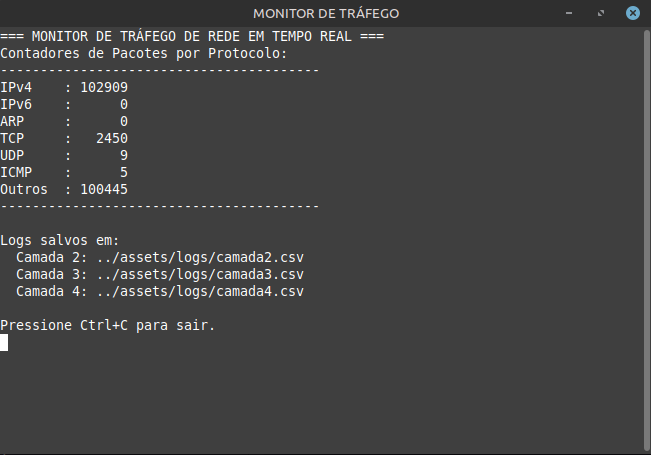 MONITOR DE TRÁFEGO
=== MONITOR DE TRÁFEGO DE REDE EM TEMPO REAL ===
Contadores de Pacotes por Protocolo:
----------------------------------------
IPv4    : 102909
IPv6    :      0
ARP     :      0
TCP     :   2450
UDP     :      9
ICMP    :      5
Outros  : 100445
----------------------------------------
Logs salvos em:
  Camada 2: ../assets/logs/camada2.csv
  Camada 3: ../assets/logs/camada3.csv
  Camada 4: ../assets/logs/camada4.csv
Pressione Ctrl+C para sair.